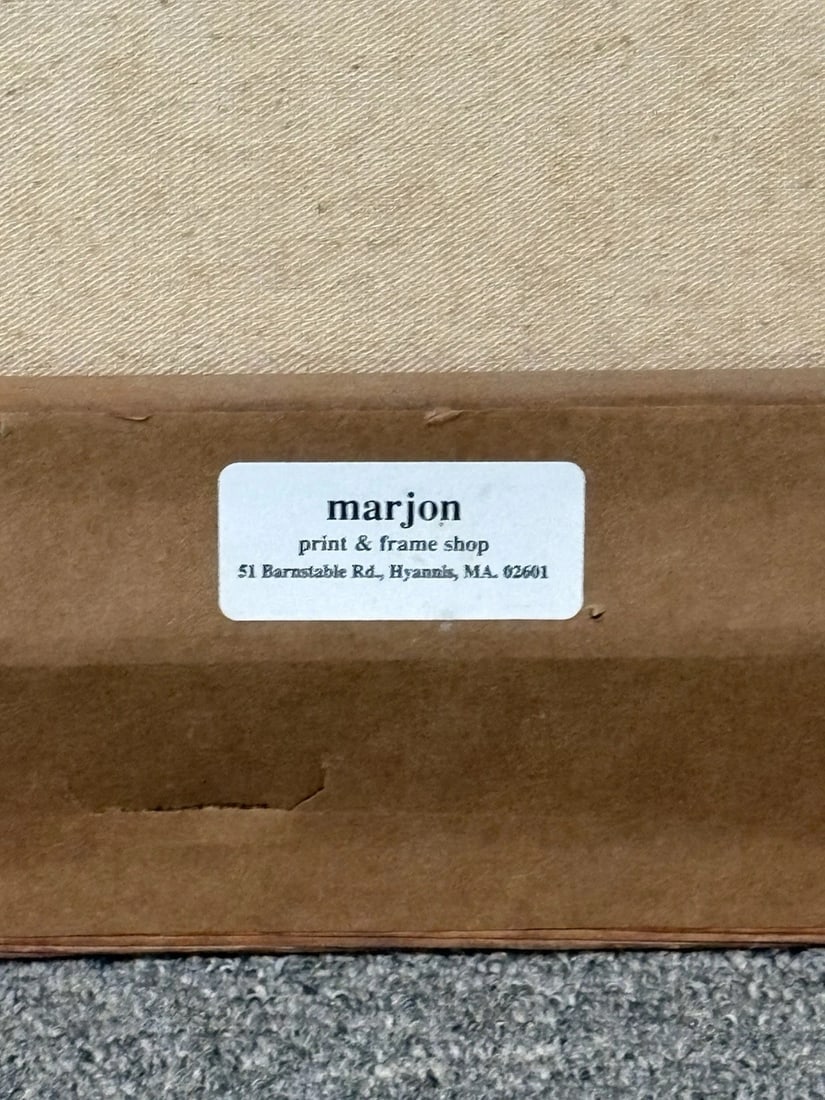 marjon
print & frame shop
51 Barnstable Rd., Hyannis, MA. 02601